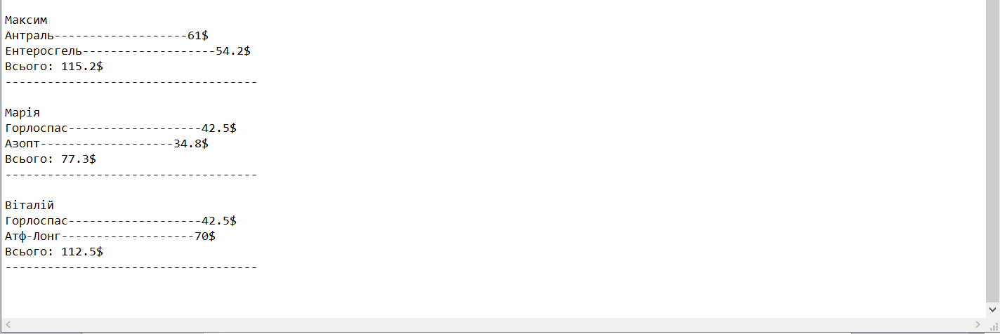 Максим
Антраль-------------------61$
Ентеросгель-------------------54.2$
Всього: 115.2$
------------------------------------
Марія
Горлоспас-------------------42.5$
Азопт-------------------34.8$
Всього: 77.3$
------------------------------------
Віталій
Горлоспас-------------------42.5$
Атф-Лонг-------------------70$
Всього: 112.5$
------------------------------------